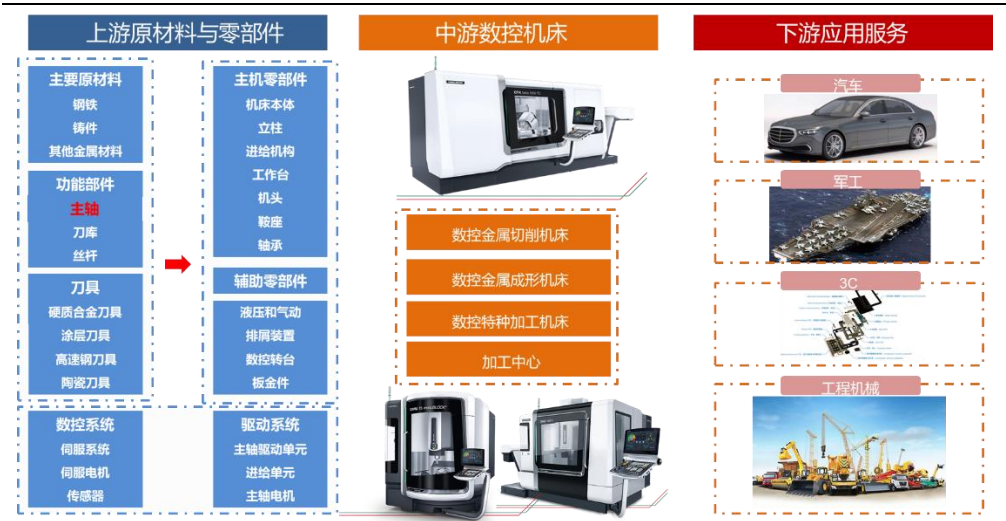 上游原材料与零部件
主要原材料
钢铁
铸件
其他金属材料
功能部件
主轴
刀库
丝杆
刀具
硬质合金刀具
涂层刀具
高速钢刀具
陶瓷刀具
主机零部件
机床本体
立柱
进给机构
工作台
机头
鞍座
轴承
辅助零部件
液压和气动
排屑装置
数控转台
板金件
数控系统
伺服系统
伺服电机
传感器
驱动系统
主轴驱动单元
进给单元
主轴电机
中游数控机床
数控金属切削机床
数控金属成形机床
数控特种加工机床
加工中心
下游应用服务
汽车
军工
3C
工程机械